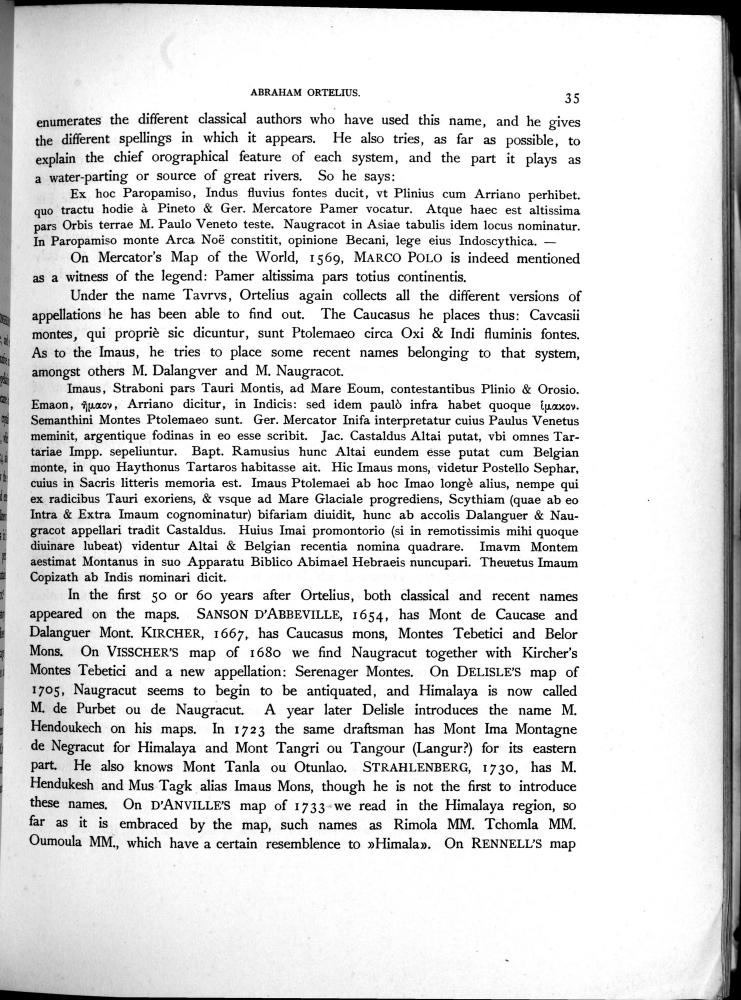 ABRAHAM ORTELIUS.
35
enumerates the different classical authors who have used this name, and he gives
the different spellings in which it appears. He also tries, as far as possible, to
explain the chief orographical feature of each system, and the part it plays as
a water-parting or source of great rivers. So he says:
Ex hoc Paropamiso, Indus fluvius fontes ducit, vt Plinius cum Arriano perhibet.
quo tractu hodie à Pineto & Ger. Mercatore Pamer vocatur. Atque haec est altissima
pars Orbis terrae M. Paulo Veneto teste. Naugracot in Asiae tabulis idem locus nominatur.
In Paropamiso monte Arca Noë constitit, opinione Becani, lege eius Indoscythica. —
On Mercator's Map of the World, 1569, MARCO POLO is indeed mentioned
as a witness of the legend: Pamer altissima pars totius continentis.
Under the name Tavrvs, Ortelius again collects all the different versions of
appellations he has been able to find out. The Caucasus he places thus: Cavcasii
montes, qui propriè sic dicuntur, sunt Ptolemaeo circa Oxi & Indi fluminis fontes.
As to the Imaus, he tries to place some recent names belonging to that system,
amongst others M. Dalangver and M. Naugracot.
Imaus, Straboni pars Tauri Montis, ad Mare Eoum, contestantibus Plinio & Orosio.
Emaon, ἤμαον, Arriano dicitur, in Indicis: sed idem paulò infra habet quoque ἰμαχον.
Semanthini Montes Ptolemaeo sunt. Ger. Mercator Inifa interpretatur cuius Paulus Venetus
meminit, argentique fodinas in eo esse scribit. Jac. Castaldus Altai putat, vbi omnes Tar-
tariae Impp. sepeliuntur. Bapt. Ramusius hunc Altai eundem esse putat cum Belgian
monte, in quo Haythonus Tartaros habitasse ait. Hic Imaus mons, videtur Postello Sephar,
cuius in Sacris litteris memoria est. Imaus Ptolemaei ab hoc Imao longè alius, nempe qui
ex radicibus Tauri exoriens, & vsque ad Mare Glaciale progrediens, Scythiam (quae ab eo
Intra & Extra Imaum cognominatur) bifariam diuidit, hunc ab accolis Dalanguer & Nau-
gracot appellari tradit Castaldus. Huius Imai promontorio (si in remotissimis mihi quoque
diuinare lubeat) videntur Altai & Belgian recentia nomina quadrare. Imavm Montem
aestimat Montanus in suo Apparatu Biblico Abimael Hebraeis nuncupari. Theuetus Imaum
Copizath ab Indis nominari dicit.
In the first 50 or 60 years after Ortelius, both classical and recent names
appeared on the maps. SANSON D'ABBEVILLE, 1654, has Mont de Caucase and
Dalanguer Mont. KIRCHER, 1667, has Caucasus mons, Montes Tebetici and Belor
Mons. On VISSCHER'S map of 1680 we find Naugracut together with Kircher's
Montes Tebetici and a new appellation: Serenager Montes. On DELISLE'S map of
1705, Naugracut seems to begin to be antiquated, and Himalaya is now called
M. de Purbet ou de Naugracut. A year later Delisle introduces the name M.
Hendoukech on his maps. In 1723 the same draftsman has Mont Ima Montagne
de Negracut for Himalaya and Mont Tangri ou Tangour (Langur?) for its eastern
part. He also knows Mont Tanla ou Otunlao. STRAHLENBERG, 1730, has M.
Hendukesh and Mus Tagk alias Imaus Mons, though he is not the first to introduce
these names. On D'ANVILLE'S map of 1733 we read in the Himalaya region, so
far as it is embraced by the map, such names as Rimola MM. Tchomla MM.
Oumoula MM., which have a certain resemblence to »Himala». On RENNELL'S map